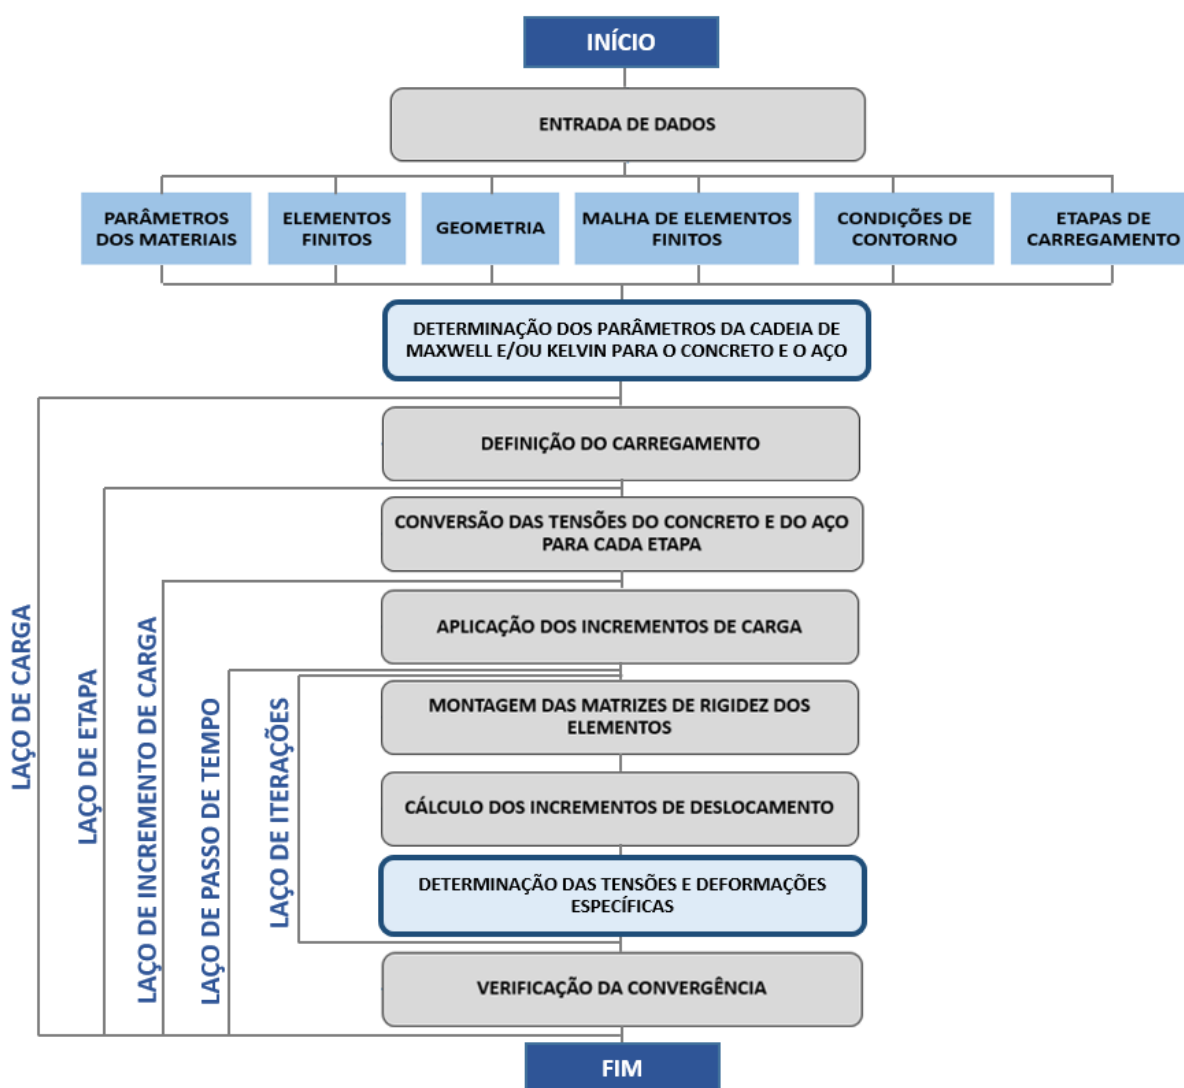 INÍCIO
ENTRADA DE DADOS
PARÂMETROS
DOS MATERIAIS
ELEMENTOS
FINITOS
GEOMETRIA
MALHA DE ELEMENTOS
FINITOS
CONDIÇÕES DE
CONTORNO
ETAPAS DE
CARREGAMENTO
DETERMINAÇÃO DOS PARÂMETROS DA CADEIA DE
MAXWELL E/OU KELVIN PARA O CONCRETO E O AÇO
DEFINIÇÃO DO CARREGAMENTO
CONVERSÃO DAS TENSÕES DO CONCRETO E DO AÇO
PARA CADA ETAPA
APLICAÇÃO DOS INCREMENTOS DE CARGA
MONTAGEM DAS MATRIZES DE RIGIDEZ DOS
ELEMENTOS
CÁLCULO DOS INCREMENTOS DE DESLOCAMENTO
DETERMINAÇÃO DAS TENSÕES E DEFORMAÇÕES
ESPECÍFICAS
VERIFICAÇÃO DA CONVERGÊNCIA
FIM
LAÇO DE CARGA
LAÇO DE ETAPA
LAÇO DE INCREMENTO DE CARGA
LAÇO DE PASSO DE TEMPO
LAÇO DE ITERAÇÕES